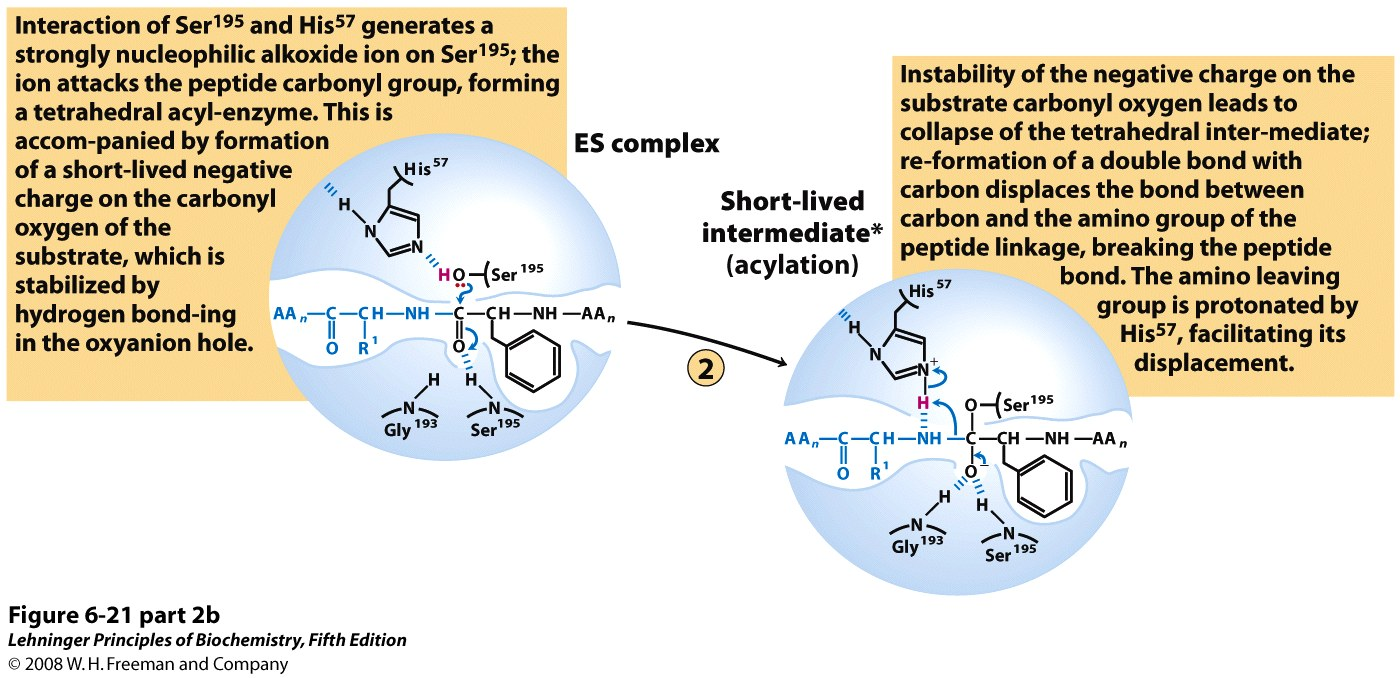 Interaction of Ser195 and His57 generates a
strongly nucleophilic alkoxide ion on Ser195; the
ion attacks the peptide carbonyl group, forming
a tetrahedral acyl-enzyme. This is
accom-panied by formation
of a short-lived negative
charge on the carbonyl
oxygen of the
substrate, which is
stabilized by
hydrogen bond-ing
in the oxyanion hole.
ES complex
His57
H
N
N
HO Ser195
AAn C CH NH C CH NH AAn
O R1 O
H H
N N
Gly193 Ser195
2
Short-lived
intermediate*
(acylation)
Instability of the negative charge on the
substrate carbonyl oxygen leads to
collapse of the tetrahedral inter-mediate;
re-formation of a double bond with
carbon displaces the bond between
carbon and the amino group of the
peptide linkage, breaking the peptide
bond. The amino leaving
group is protonated by
His57, facilitating its
displacement.
His57
H
N
N+
H
O Ser195
AAn C CH NH C CH NH AAn
O R1 O−
H H
N N
Gly193 Ser195
Figure 6-21 part 2b
Lehninger Principles of Biochemistry, Fifth Edition
© 2008 W. H. Freeman and Company